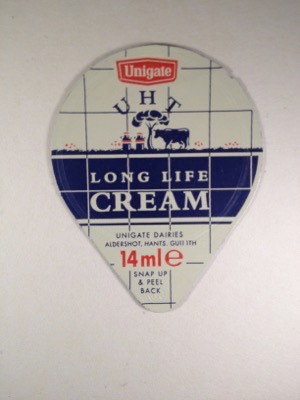 Unigate
UHT
LONG LIFE
CREAM
UNIGATE DAIRIES
ALDERSHOT, HANTS. GU11 1TH
14ml e
SNAP UP
& PEEL
BACK